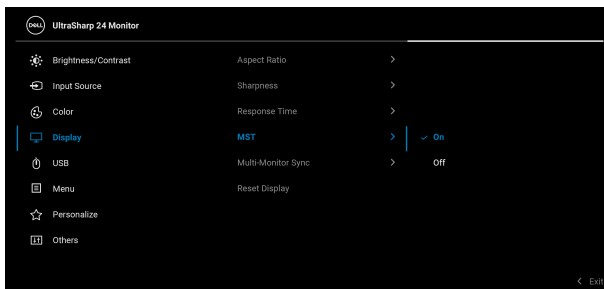 DELL UltraSharp 24 Monitor
Brightness/Contrast Aspect Ratio
Input Source Sharpness
Color Response Time
Display MST On
USB Multi-Monitor Sync Off
Menu Reset Display
Personalize
Others
Exit